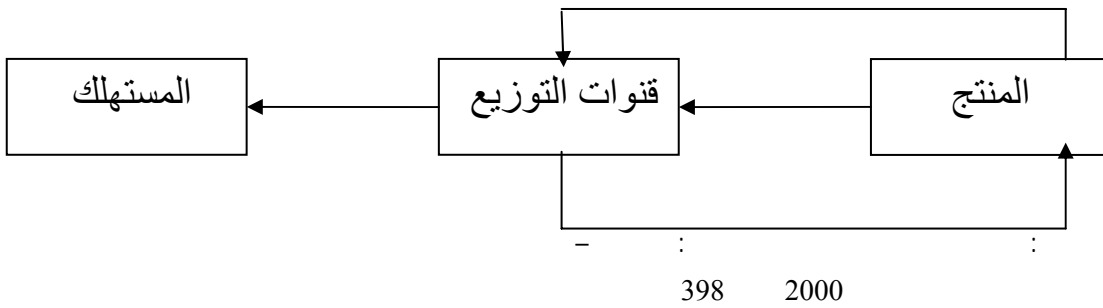 المنتج
قنوات التوزيع
المستهلك
: : –
2000 398